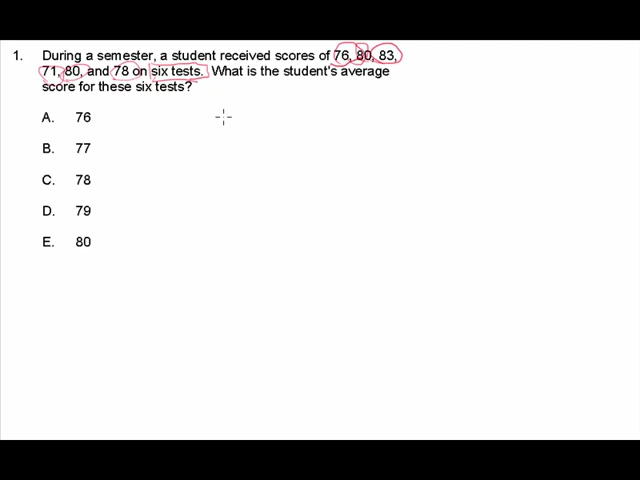 1. During a semester, a student received scores of 76, 80, 83,
71, 80, and 78 on six tests. What is the student's average
score for these six tests?
A. 76
B. 77
C. 78
D. 79
E. 80